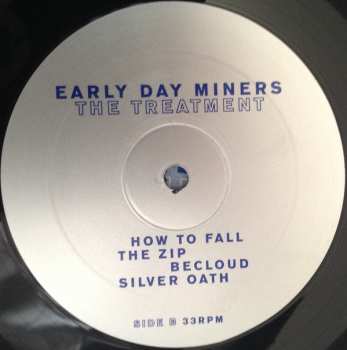 EARLY DAY MINERS
THE TREATMENT
HOW TO FALL
THE ZIP
BECLOUD
SILVER OATH
SIDE B 33RPM